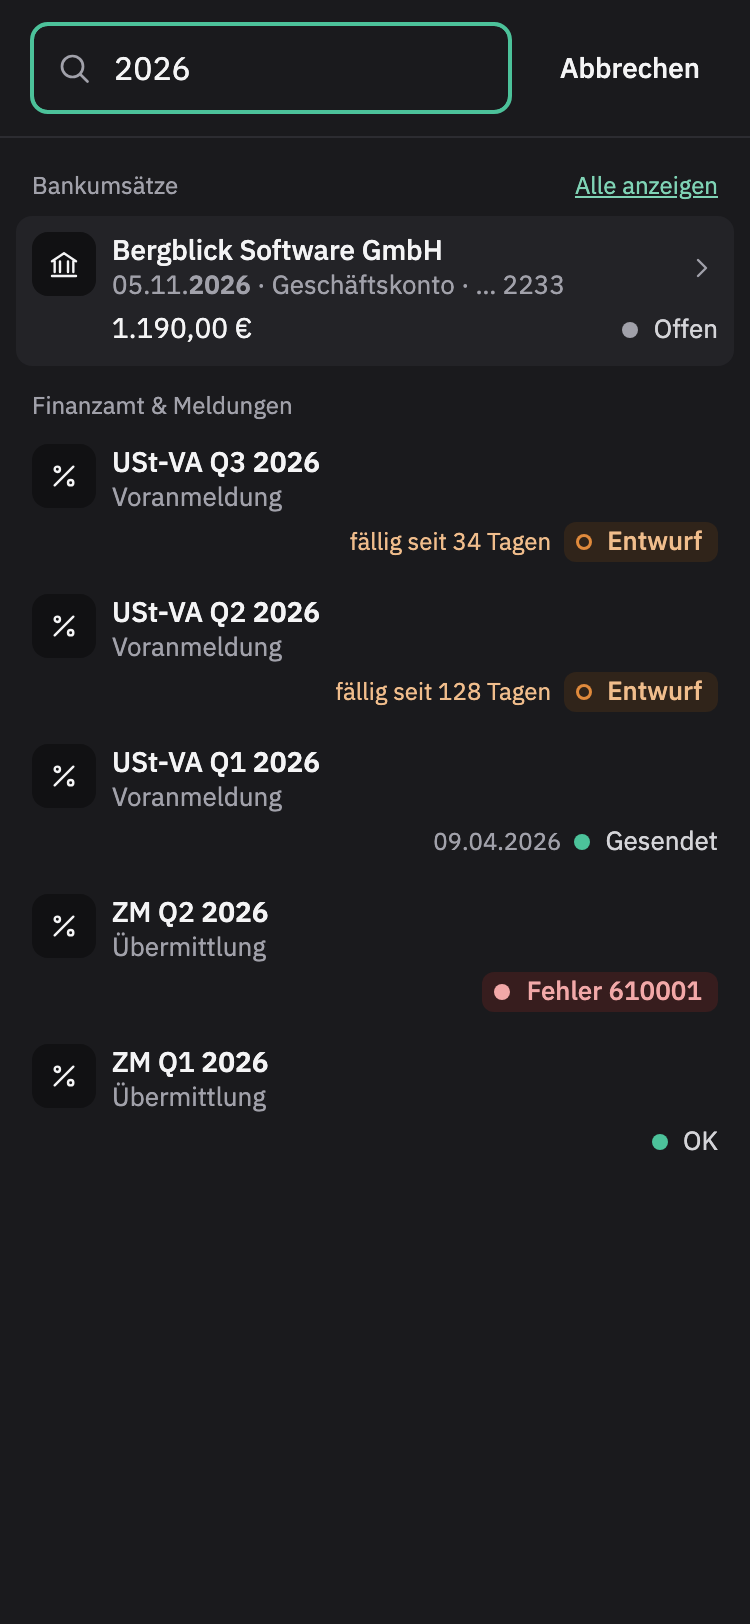 2026
Abbrechen
Bankumsätze
Alle anzeigen
Bergblick Software GmbH
05.11.2026 · Geschäftskonto · ... 2233
1.190,00 €
Offen
Finanzamt & Meldungen
USt-VA Q3 2026
Voranmeldung
fällig seit 34 Tagen
Entwurf
USt-VA Q2 2026
Voranmeldung
fällig seit 128 Tagen
Entwurf
USt-VA Q1 2026
Voranmeldung
09.04.2026
Gesendet
ZM Q2 2026
Übermittlung
Fehler 610001
ZM Q1 2026
Übermittlung
OK